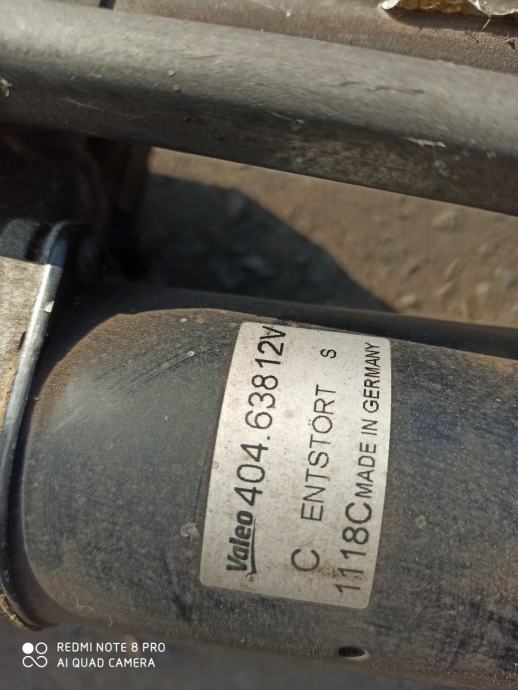 Valeo 404.638 12V
C ENTSTÖRT s
1118C MADE IN GERMANY
REDMI NOTE 8 PRO
AI QUAD CAMERA